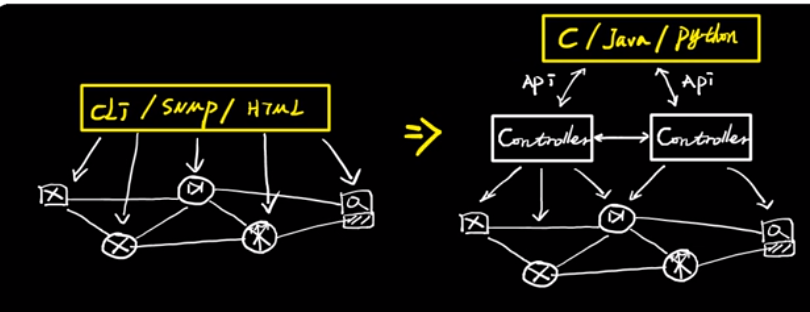 C / Java / Python
Api
Api
CLI / SNMP / HTML
⇒
Controller
Controller